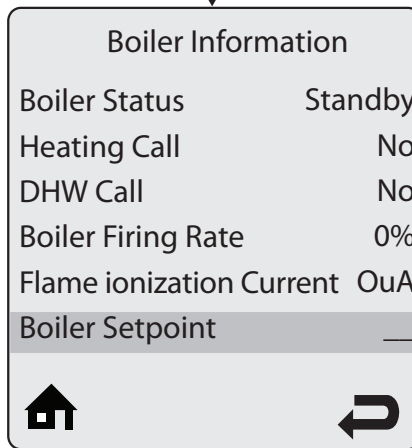 Boiler Information
Boiler Status Standby
Heating Call No
DHW Call No
Boiler Firing Rate 0%
Flame ionization Current OuA
Boiler Setpoint __